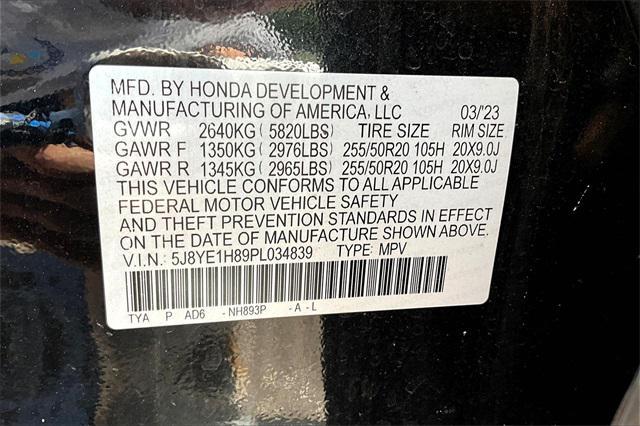 MFD. BY HONDA DEVELOPMENT &
MANUFACTURING OF AMERICA, LLC 03/'23
GVWR 2640KG ( 5820LBS) TIRE SIZE RIM SIZE
GAWR F 1350KG ( 2976LBS) 255/50R20 105H 20X9.0J
GAWR R 1345KG ( 2965LBS) 255/50R20 105H 20X9.0J
THIS VEHICLE CONFORMS TO ALL APPLICABLE
FEDERAL MOTOR VEHICLE SAFETY
AND THEFT PREVENTION STANDARDS IN EFFECT
ON THE DATE OF MANUFACTURE SHOWN ABOVE.
V.I.N.: 5J8YE1H89PL034839 TYPE: MPV
TYA P AD6 -NH893P -A-L